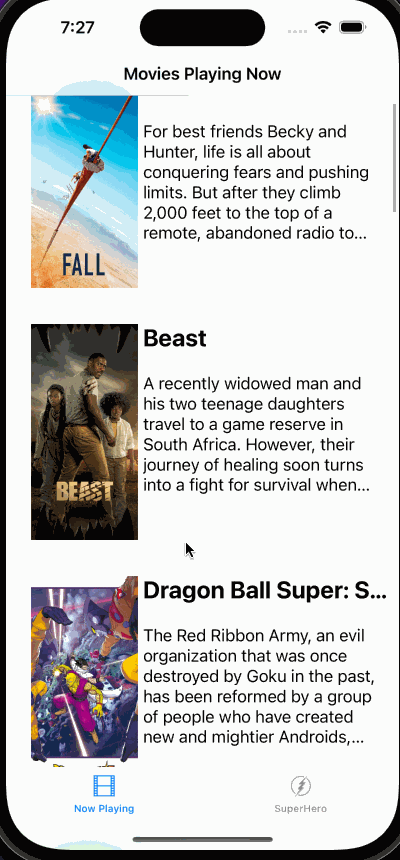 7:27
Movies Playing Now
For best friends Becky and
Hunter, life is all about
conquering fears and pushing
limits. But after they climb
2,000 feet to the top of a
remote, abandoned radio to...
FALL
Beast
A recently widowed man and
his two teenage daughters
travel to a game reserve in
South Africa. However, their
journey of healing soon turns
into a fight for survival when...
BEAST
Dragon Ball Super: S...
The Red Ribbon Army, an evil
organization that was once
destroyed by Goku in the past,
has been reformed by a group
of people who have created
new and mightier Androids,...
Now Playing
SuperHero